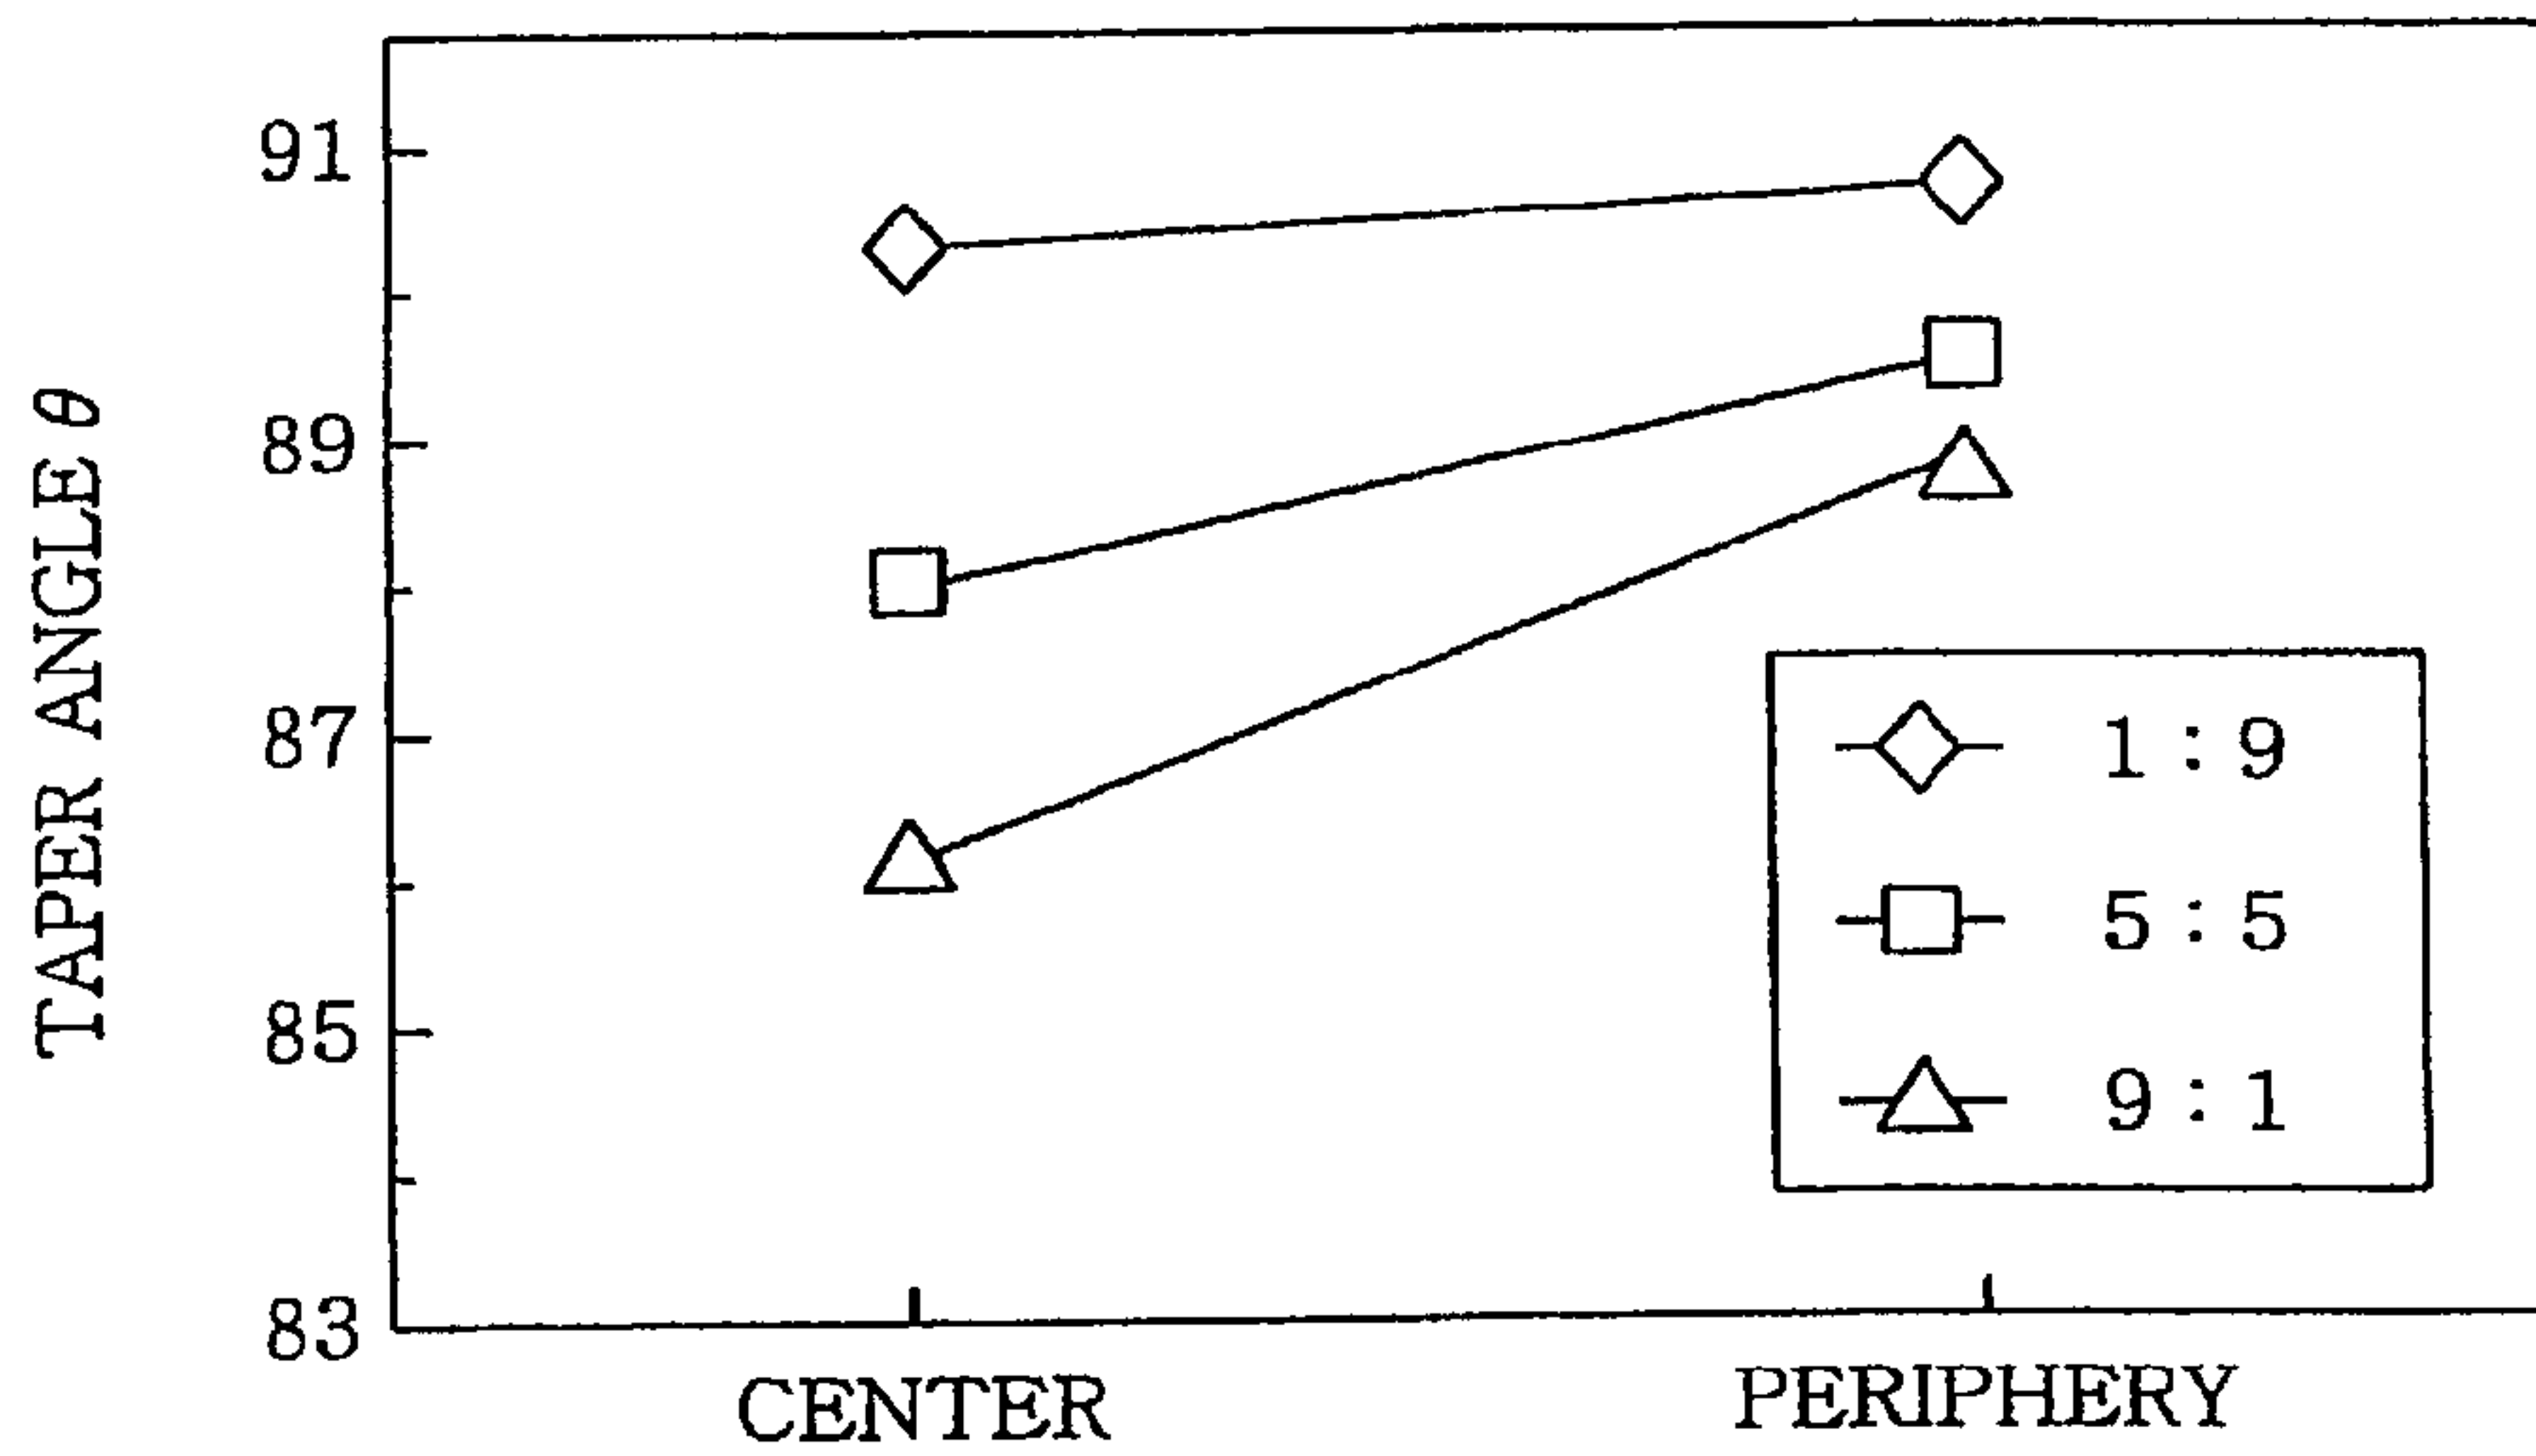 TAPER ANGLE θ
91
89
87
85
83
CENTER
PERIPHERY
1 : 9
5 : 5
9 : 1